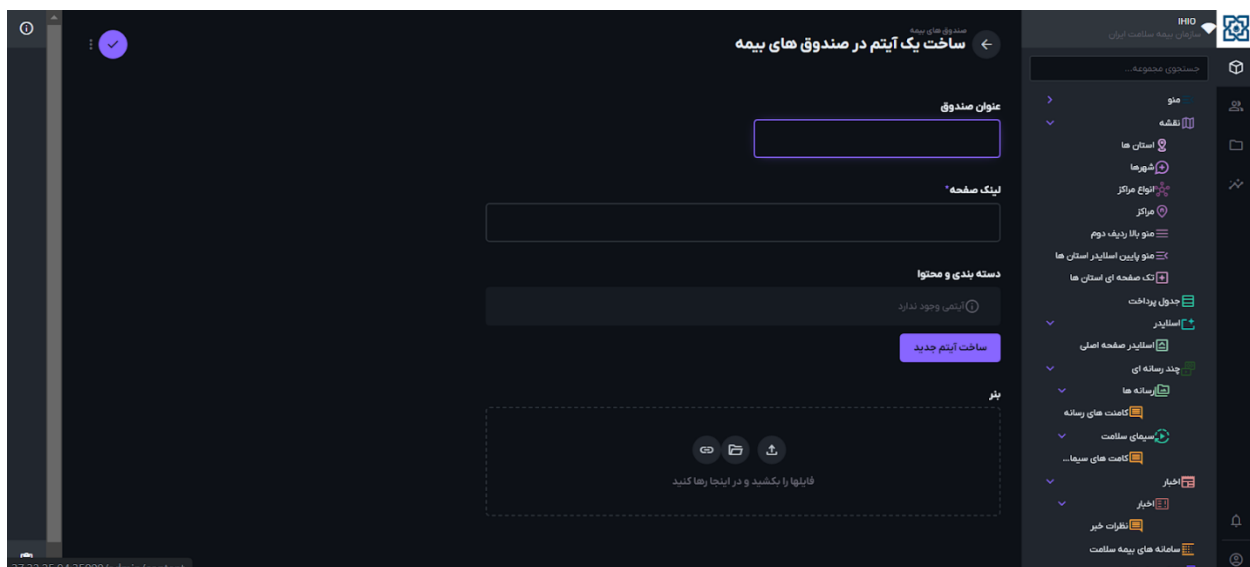 IHIO
سازمان بیمه سلامت ایران
جستجوی مجموعه...
منو
نقشه
استان ها
شهرها
انواع مراکز
مراکز
منو بالا ردیف دوم
منو پایین اسلایدر استان ها
تک صفحه ای استان ها
جدول پرداخت
اسلایدر
اسلایدر صفحه اصلی
چند رسانه ای
رسانه ها
کامنت های رسانه
سیمای سلامت
کامت های سیما...
اخبار
اخبار
نظرات خبر
سامانه های بیمه سلامت
صندوق های بیمه
ساخت یک آیتم در صندوق های بیمه
عنوان صندوق
لینک صفحه*
دسته بندی و محتوا
آیتمی وجود ندارد
ساخت آیتم جدید
بنر
فایلها را بکشید و در اینجا رها کنید